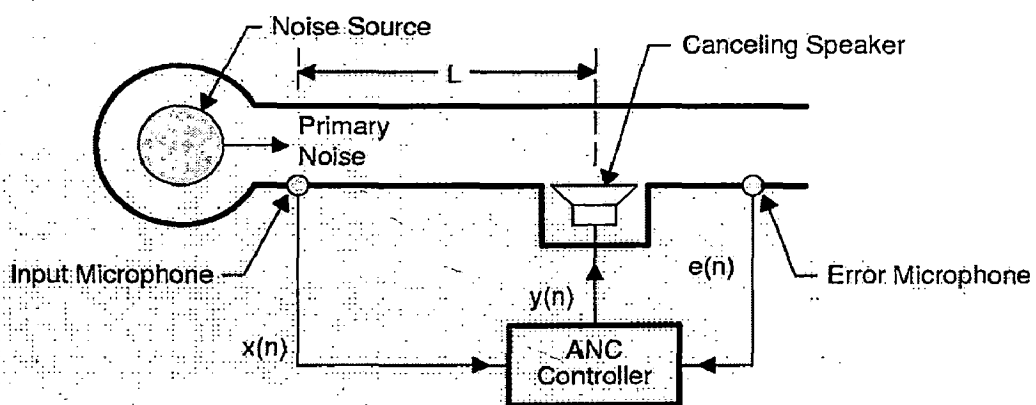 Noise Source
Canceling Speaker
L
Primary
Noise
Input Microphone
e(n)
Error Microphone
y(n)
x(n)
ANC
Controller